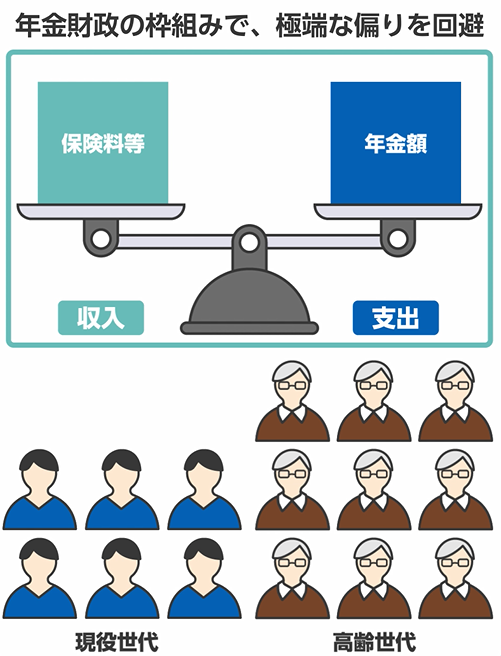 年金財政の枠組みで、極端な偏りを回避
保険料等
年金額
収入
支出
現役世代
高齢世代